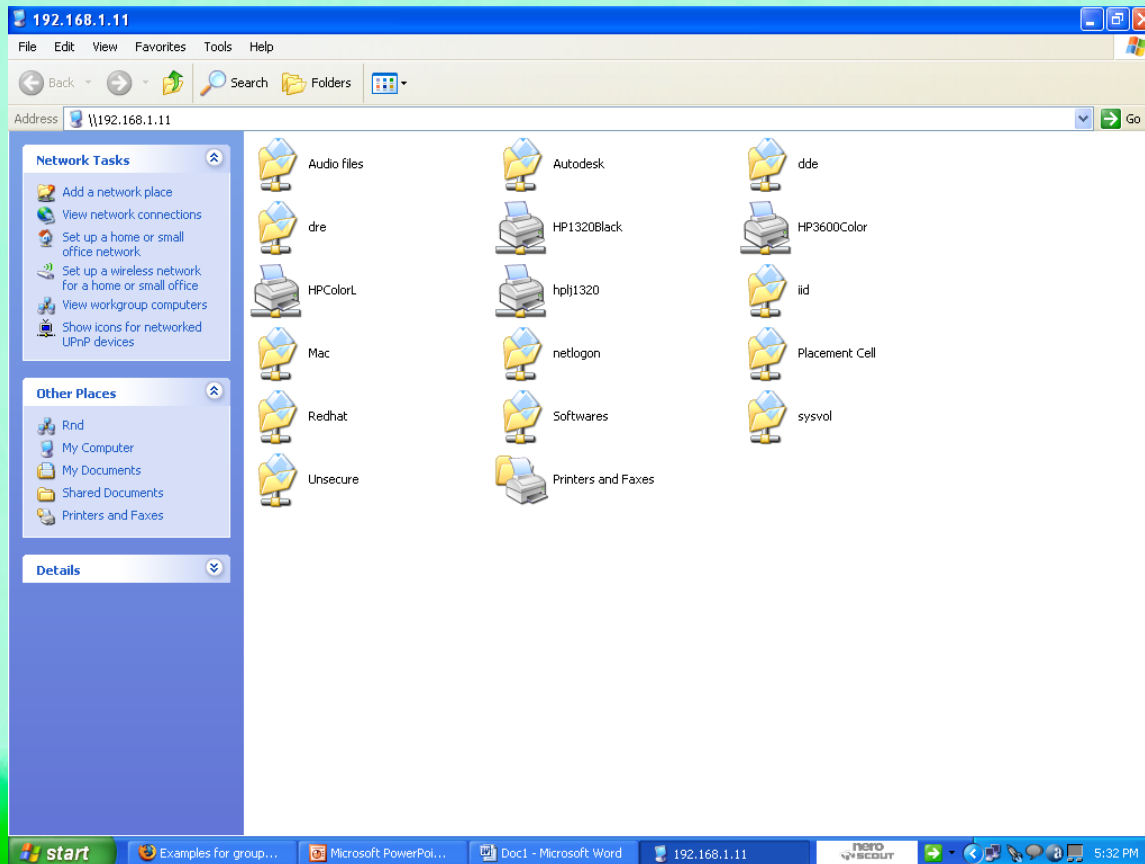 192.168.1.11
File Edit View Favorites Tools Help
Back Search Folders
Address \\192.168.1.11 Go
Network Tasks
Add a network place
View network connections
Set up a home or small
office network
Set up a wireless network
for a home or small office
View workgroup computers
Show icons for networked
UPnP devices
Other Places
Rnd
My Computer
My Documents
Shared Documents
Printers and Faxes
Details
Audio files Autodesk dde
dre HP1320Black HP3600Color
HPColorL hplj1320 iid
Mac netlogon Placement Cell
Redhat Softwares sysvol
Unsecure Printers and Faxes
start Examples for group... Microsoft PowerPoi... Doc1 - Microsoft Word 192.168.1.11 nero SCOUT 5:32 PM